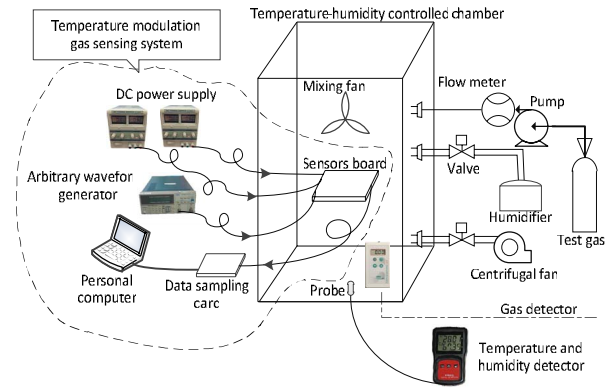 Temperature-humidity controlled chamber
Temperature modulation
gas sensing system
DC power supply
Mixing fan
Flow meter
Pump
Sensors board
Arbitrary wavefor
generator
Valve
Humidifier
Test gas
Personal
computer
Data sampling
carc
Probe
Centrifugal fan
Gas detector
Temperature and
humidity detector